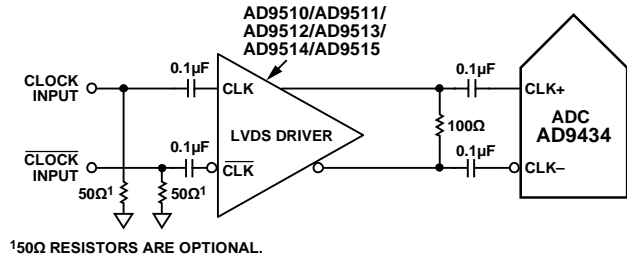 AD9510/AD9511/
AD9512/AD9513/
AD9514/AD9515
0.1µF
0.1µF
CLOCK
INPUT
CLK
CLK+
ADC
AD9434
0.1µF
LVDS DRIVER
100Ω
0.1µF
CLOCK
INPUT
CLK
CLK–
50Ω1
50Ω1
150Ω RESISTORS ARE OPTIONAL.